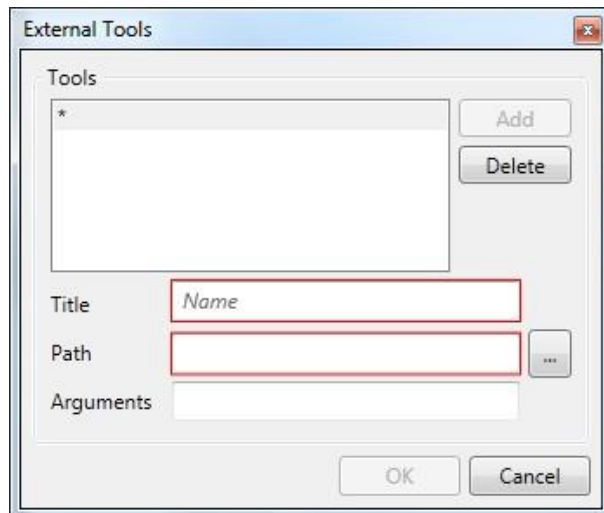 External Tools
x
Tools
*
Add
Delete
Title
Name
Path
...
Arguments
OK
Cancel